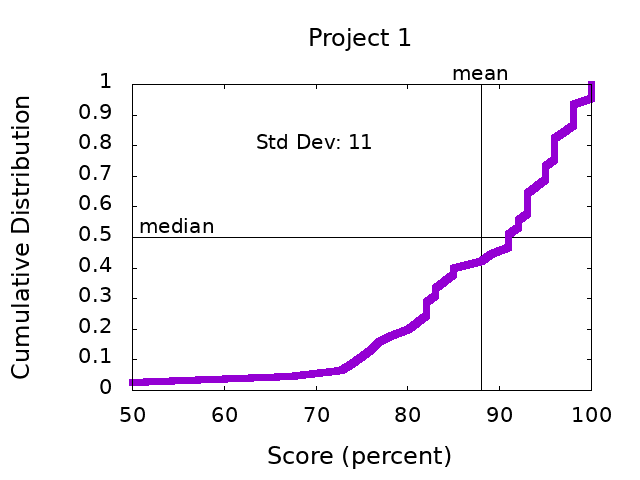 Project 1
mean
1
0.9
0.8
0.7
0.6
0.5
0.4
0.3
0.2
0.1
0
Cumulative Distribution
Std Dev: 11
median
50 60 70 80 90 100
Score (percent)